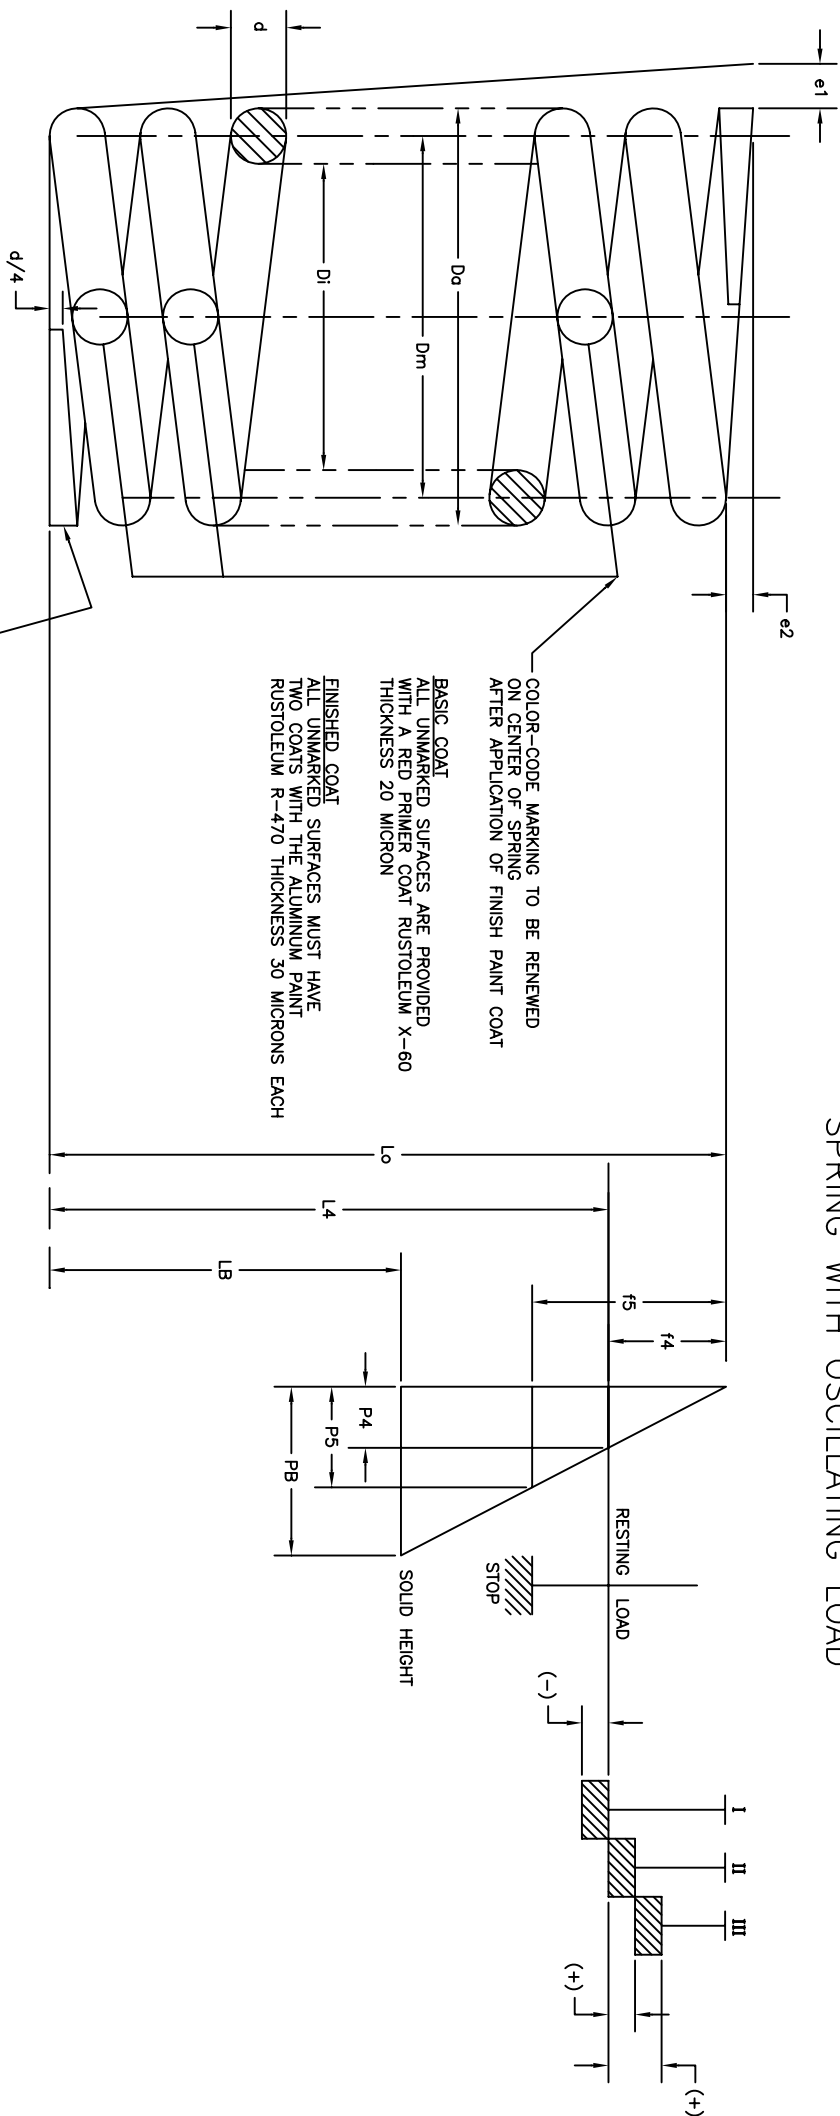 SPRING WITH OSCILLATING LOAD
e1
e2
d
Da
Dm
Di
d/4
COLOR-CODE MARKING TO BE RENEWED
ON CENTER OF SPRING
AFTER APPLICATION OF FINISH PAINT COAT
BASIC COAT
ALL UNMARKED SUFACES ARE PROVIDED
WITH A RED PRIMER COAT RUSTOLEUM X-60
THICKNESS 20 MICRON
FINISHED COAT
ALL UNMARKED SURFACES MUST HAVE
TWO COATS WITH THE ALUMINUM PAINT
RUSTOLEUM R-470 THICKNESS 30 MICRONS EACH
Lo
L4
LB
f5
f4
P4
P5
PB
RESTING LOAD
STOP
SOLID HEIGHT
I
II
III
(-)
(+)
(+)